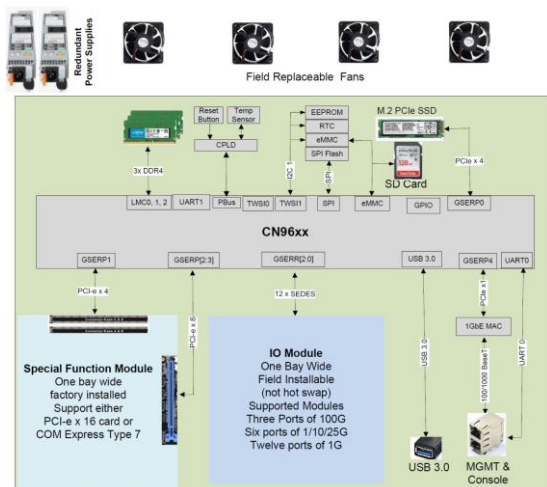 Redundant
Power Supplies
Field Replaceable Fans
Reset
Button
Temp
Sensor
CPLD
EEPROM
RTC
eMMC
SPI Flash
M.2 PCIe SSD
SD Card
3x DDR4
I2C 1
SPI
PCIe x 4
LMC0, 1, 2
UART1
PBus
TWSI0
TWSI1
SPI
eMMC
GPIO
GSERP0
CN96xx
GSERP1
GSERP[2:3]
GSERR[2:0]
USB 3.0
GSERP4
UART0
PCI-e x 4
PCI-e x 8
12 x SEDES
USB 3.0
PCIe x1
1GbE MAC
100/1000 BaseT
UART 0
Special Function Module
One bay wide
factory installed
Support either
PCI-e x 16 card or
COM Express Type 7
IO Module
One Bay Wide
Field Installable
(not hot swap)
Supported Modules
Three Ports of 100G
Six ports of 1/10/25G
Twelve ports of 1G
USB 3.0
MGMT &
Console